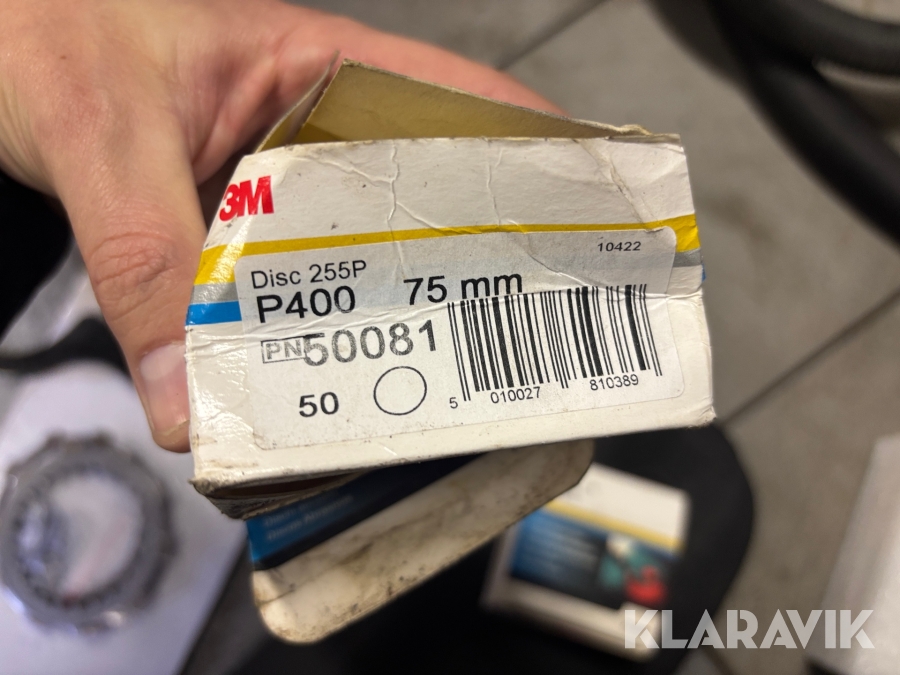 3M
10422
Disc 255P
P400 75 mm
PN 50081
50
5 010027 810389
KLARAVIK